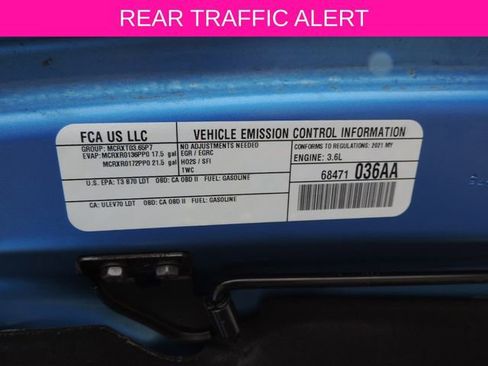 REAR TRAFFIC ALERT
FCA US LLC
VEHICLE EMISSION CONTROL INFORMATION
GROUP: MCRXT03.65P7
EVAP: MCRXR0136PP0 17.5 gal
MCRXR0172PP0 21.5 gal
NO ADJUSTMENTS NEEDED
EGR / EGRC
HO2S / SFI
TWC
CONFORMS TO REGULATIONS: 2021 MY
ENGINE: 3.6L
68471 036AA
U.S. EPA: T3 B70 LDT OBD: CA OBD II FUEL: GASOLINE
CA: ULEV70 LDT OBD: CA OBD II FUEL: GASOLINE